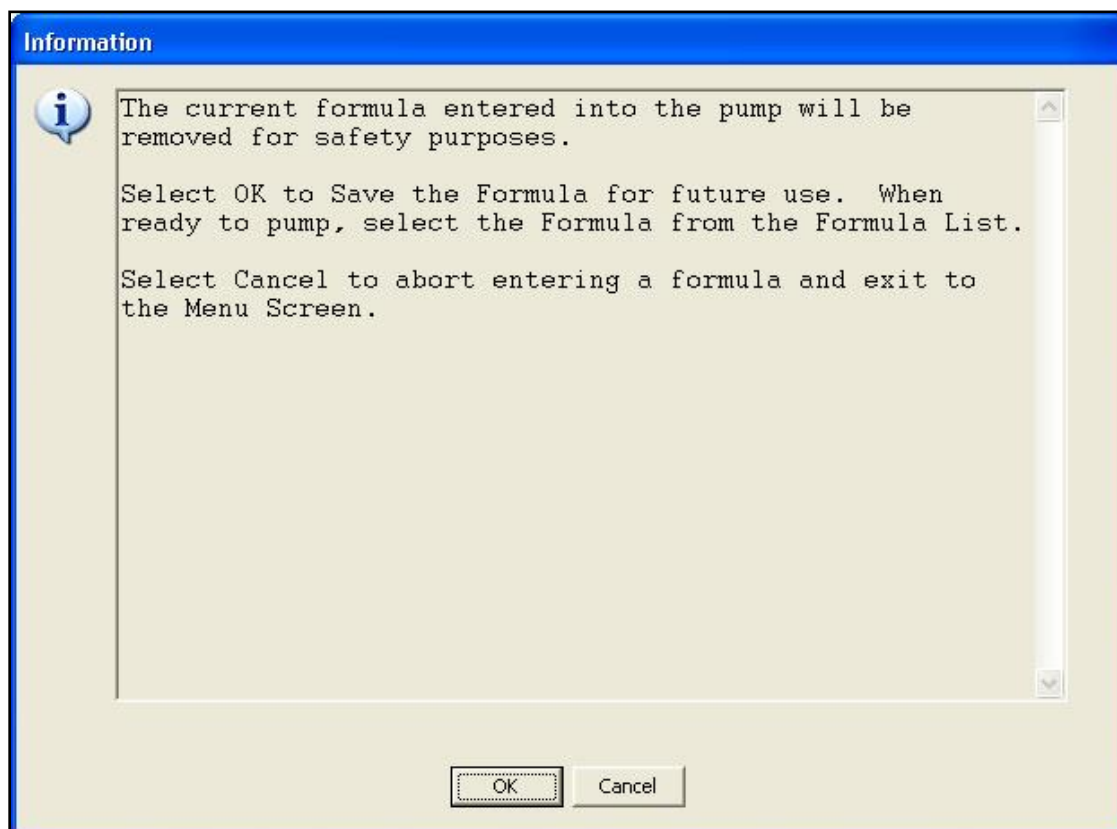 Information
The current formula entered into the pump will be
removed for safety purposes.
Select OK to Save the Formula for future use.  When
ready to pump, select the Formula from the Formula List.
Select Cancel to abort entering a formula and exit to
the Menu Screen.
OK
Cancel